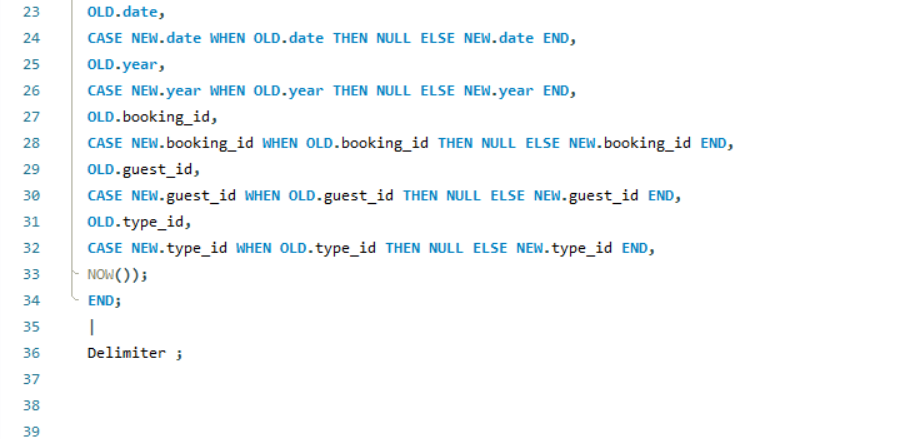 23 OLD.date,
24 CASE NEW.date WHEN OLD.date THEN NULL ELSE NEW.date END,
25 OLD.year,
26 CASE NEW.year WHEN OLD.year THEN NULL ELSE NEW.year END,
27 OLD.booking_id,
28 CASE NEW.booking_id WHEN OLD.booking_id THEN NULL ELSE NEW.booking_id END,
29 OLD.guest_id,
30 CASE NEW.guest_id WHEN OLD.guest_id THEN NULL ELSE NEW.guest_id END,
31 OLD.type_id,
32 CASE NEW.type_id WHEN OLD.type_id THEN NULL ELSE NEW.type_id END,
33 NOW());
34 END;
35 |
36 Delimiter ;
37
38
39